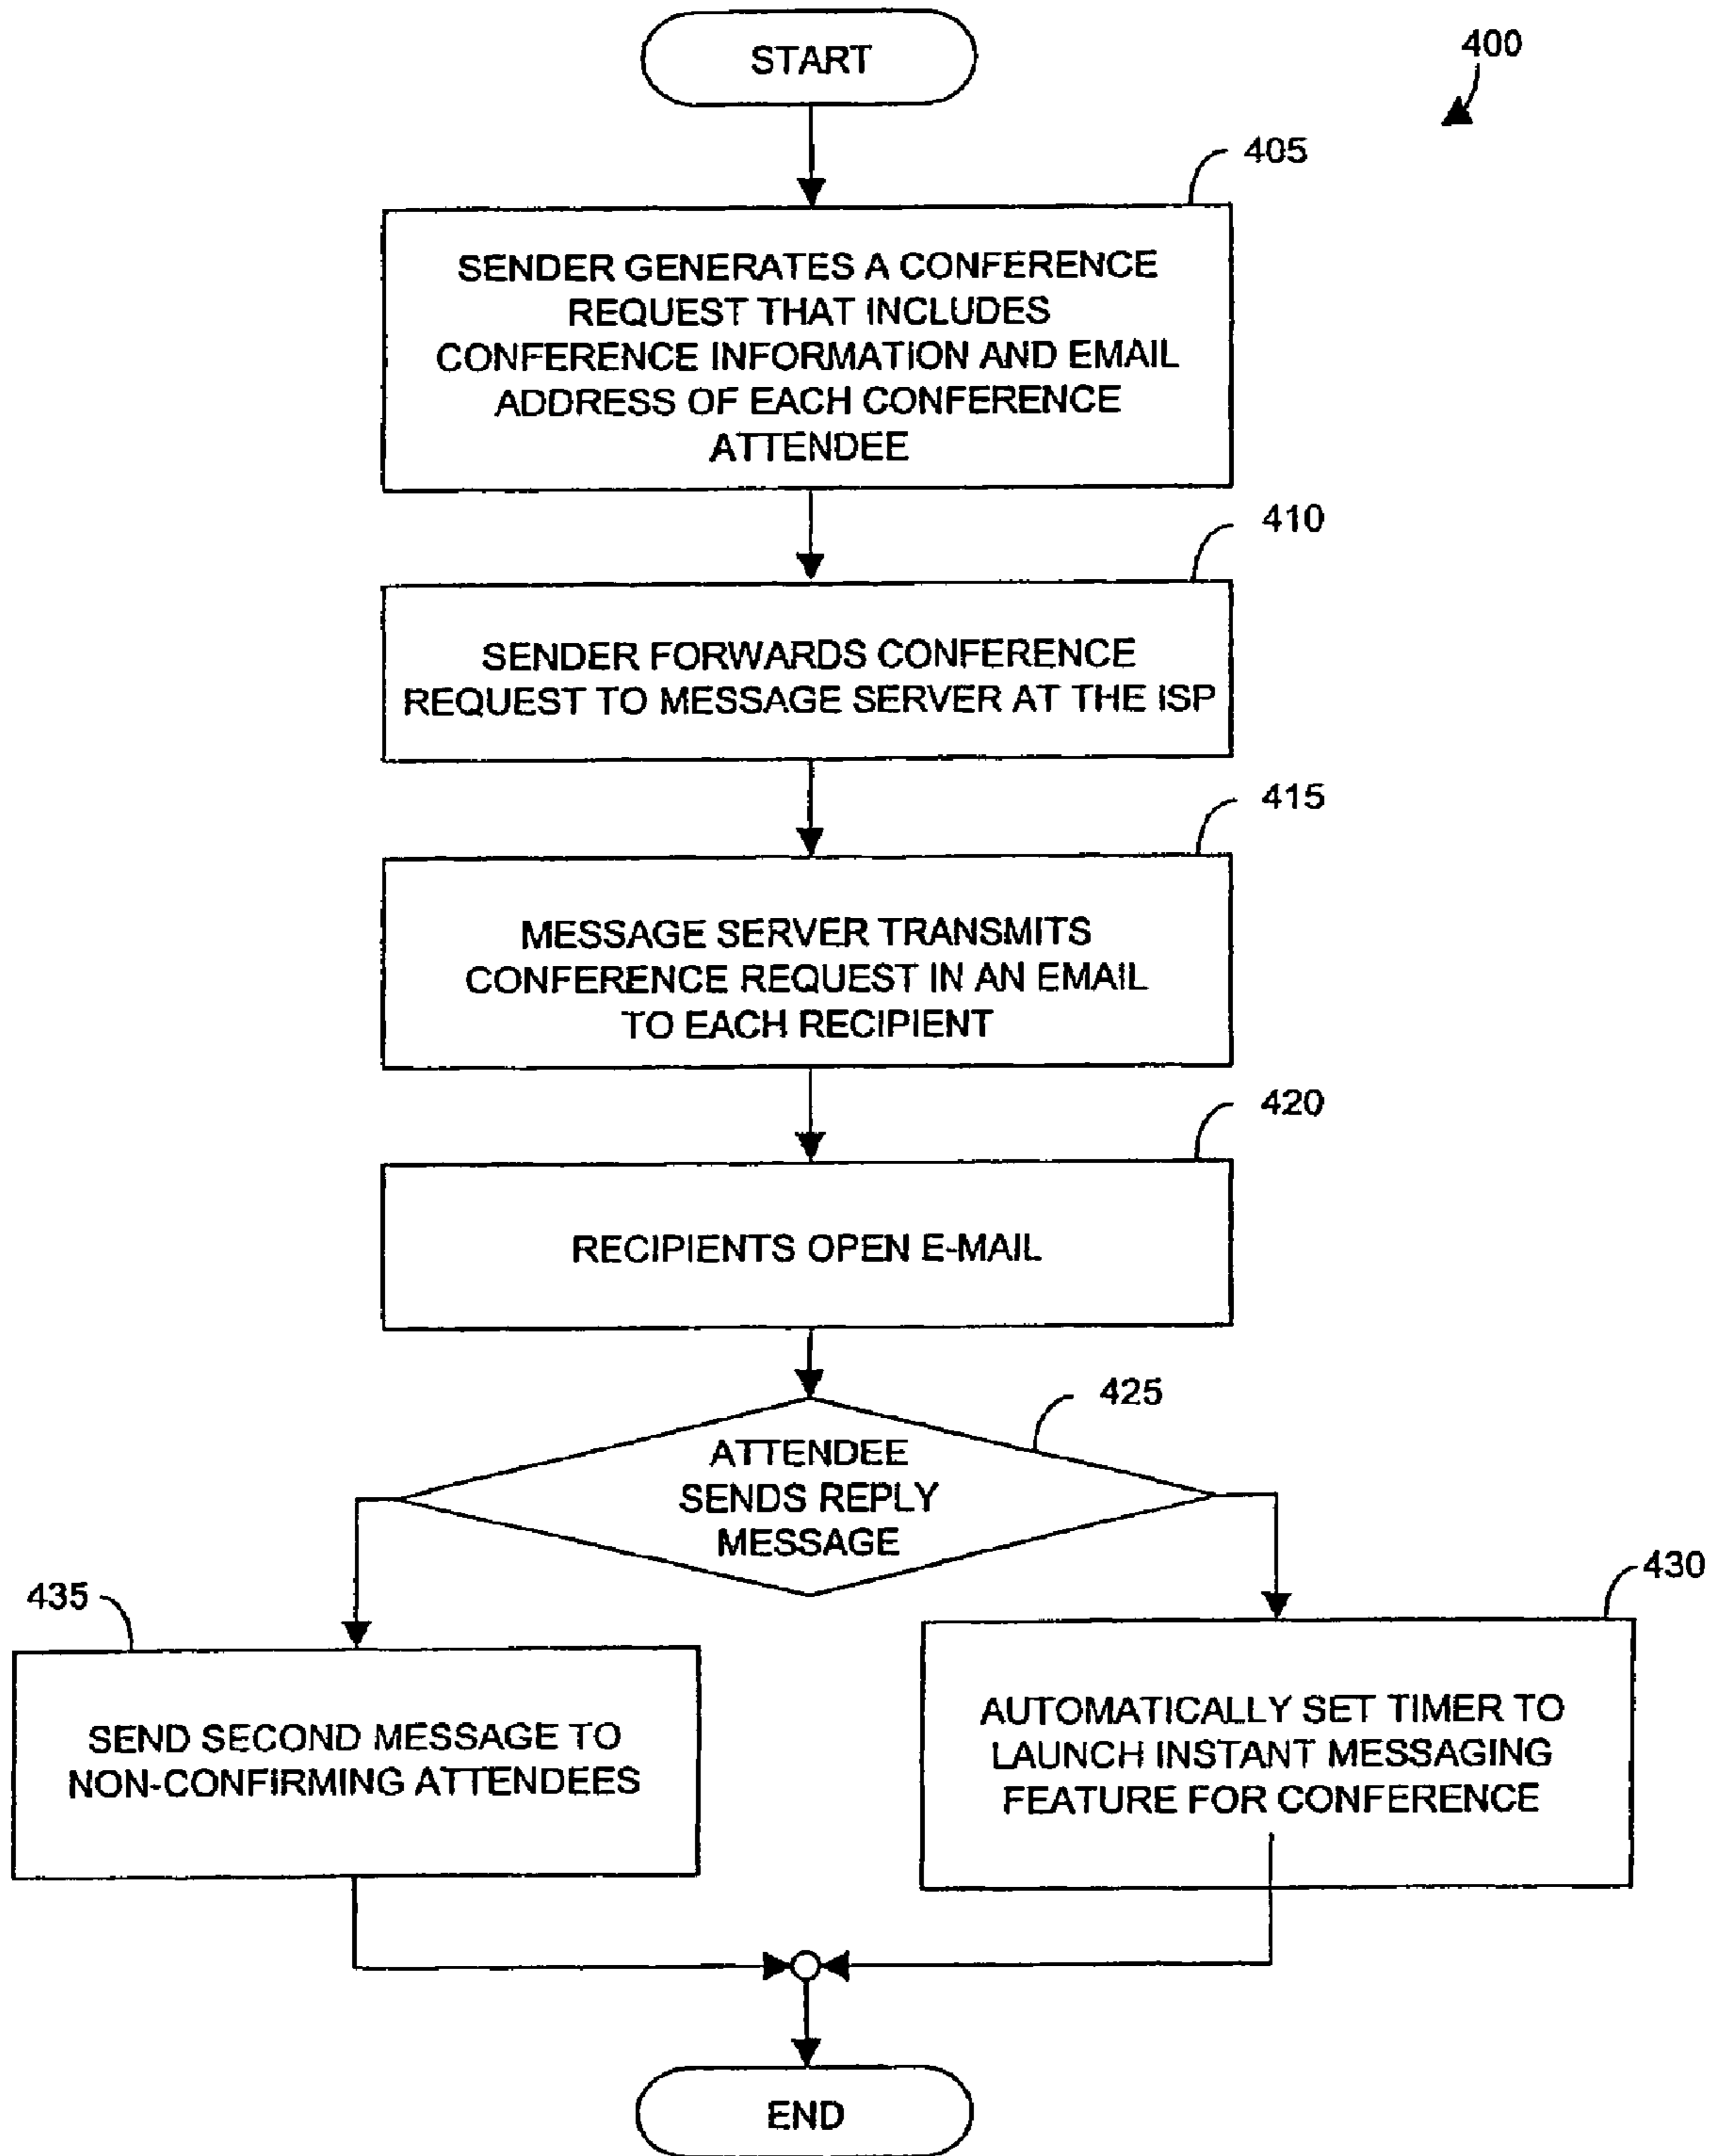 START
400
405
SENDER GENERATES A CONFERENCE
REQUEST THAT INCLUDES
CONFERENCE INFORMATION AND EMAIL
ADDRESS OF EACH CONFERENCE
ATTENDEE
410
SENDER FORWARDS CONFERENCE
REQUEST TO MESSAGE SERVER AT THE ISP
415
MESSAGE SERVER TRANSMITS
CONFERENCE REQUEST IN AN EMAIL
TO EACH RECIPIENT
420
RECIPIENTS OPEN E-MAIL
425
ATTENDEE
SENDS REPLY
MESSAGE
435
SEND SECOND MESSAGE TO
NON-CONFIRMING ATTENDEES
430
AUTOMATICALLY SET TIMER TO
LAUNCH INSTANT MESSAGING
FEATURE FOR CONFERENCE
END